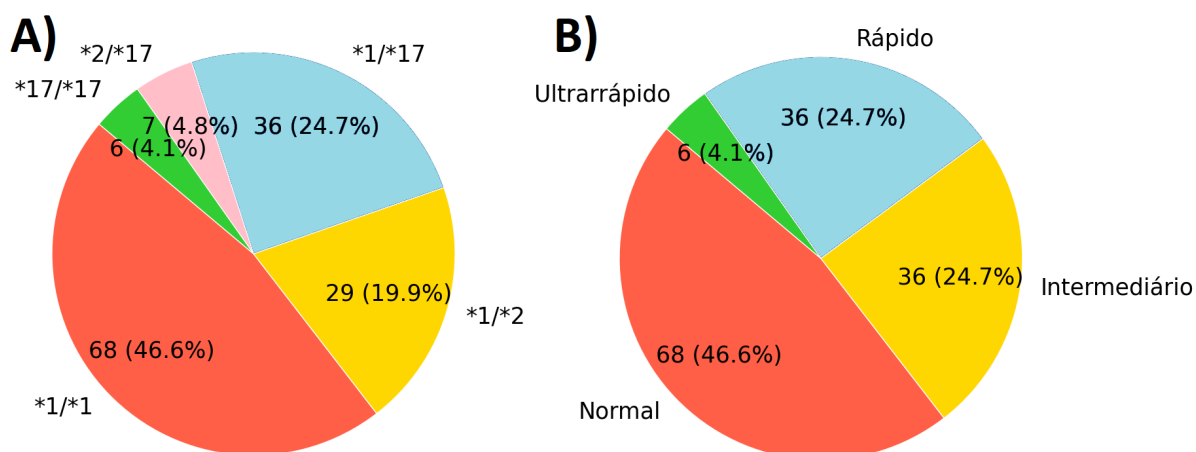 A)
*2/*17
*1/*17
*17/*17
7 (4.8%)
36 (24.7%)
6 (4.1%)
29 (19.9%)
*1/*2
68 (46.6%)
*1/*1
B)
Rápido
Ultrarrápido
36 (24.7%)
6 (4.1%)
36 (24.7%)
Intermediário
68 (46.6%)
Normal